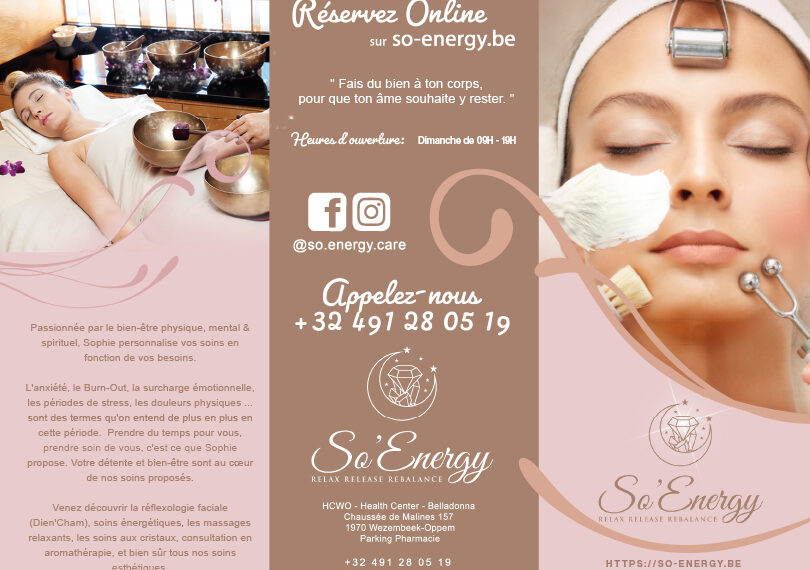 Passionnée par le bien-être physique, mental &
spirituel, Sophie personnalise vos soins en
fonction de vos besoins.
L'anxiété, le Burn-Out, la surcharge émotionnelle,
les périodes de stress, les douleurs physiques ...
sont des termes qu'on entend de plus en plus en
cette période. Prendre du temps pour vous,
prendre soin de vous, c'est ce que Sophie
propose. Votre détente et bien-être sont au cœur
de nos soins proposés.
Venez découvrir la réflexologie faciale
(Dien'Cham), soins énergétiques, les massages
relaxants, les soins aux cristaux, consultation en
aromathérapie, et bien sûr tous nos soins
esthétiques
Réservez Online
sur so-energy.be
" Fais du bien à ton corps,
pour que ton âme souhaite y rester. "
Heures d'ouverture: Dimanche de 09H - 19H
@so.energy.care
Appelez-nous
+32 491 28 05 19
So'Energy
RELAX RELEASE REBALANCE
HCWO - Health Center - Belladonna
Chaussée de Malines 157
1970 Wezembeek-Oppem
Parking Pharmacie
+32 491 28 05 19
So'Energy
RELAX RELEASE REBALANCE
HTTPS://SO-ENERGY.BE